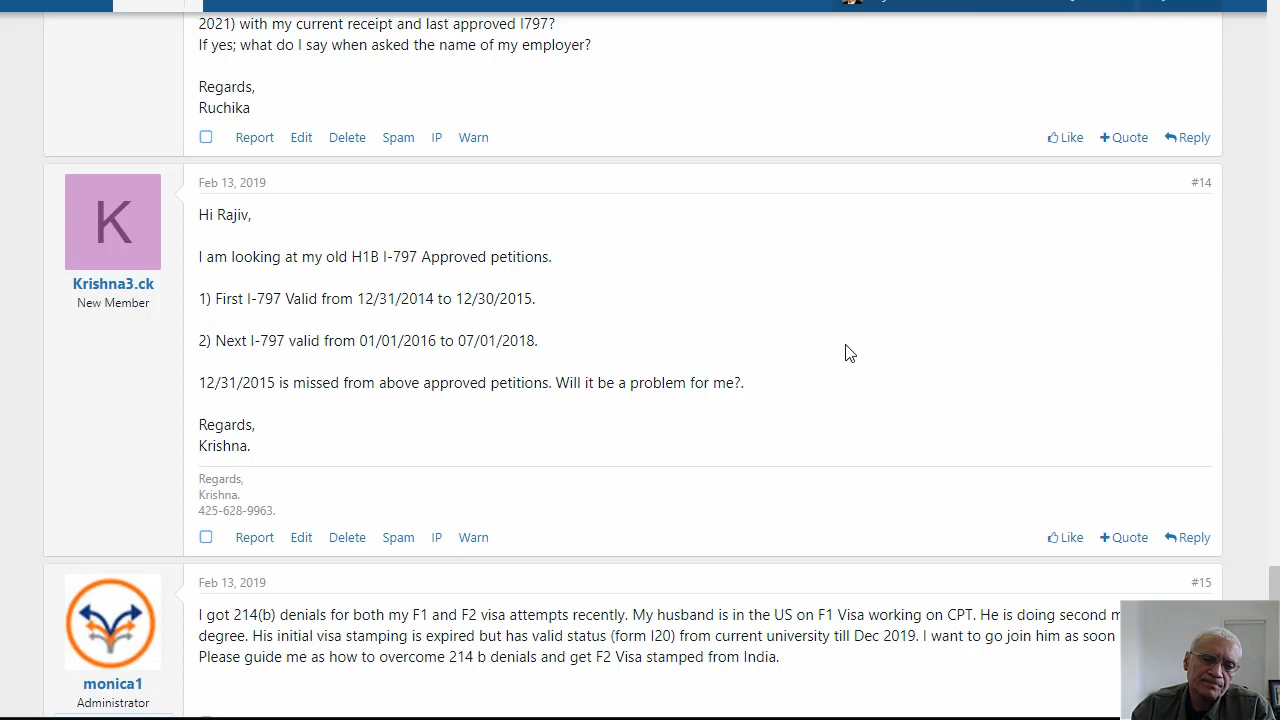 2021) with my current receipt and last approved I797?
If yes; what do I say when asked the name of my employer?
Regards,
Ruchika
Report Edit Delete Spam IP Warn
Like Quote Reply
K
Krishna3.ck
New Member
Feb 13, 2019
#14
Hi Rajiv,
I am looking at my old H1B I-797 Approved petitions.
1) First I-797 Valid from 12/31/2014 to 12/30/2015.
2) Next I-797 valid from 01/01/2016 to 07/01/2018.
12/31/2015 is missed from above approved petitions. Will it be a problem for me?.
Regards,
Krishna.
Regards,
Krishna.
425-628-9963.
Report Edit Delete Spam IP Warn
Like Quote Reply
monica1
Administrator
Feb 13, 2019
#15
I got 214(b) denials for both my F1 and F2 visa attempts recently. My husband is in the US on F1 Visa working on CPT. He is doing second
degree. His initial visa stamping is expired but has valid status (form I20) from current university till Dec 2019. I want to go join him as soon
Please guide me as how to overcome 214 b denials and get F2 Visa stamped from India.